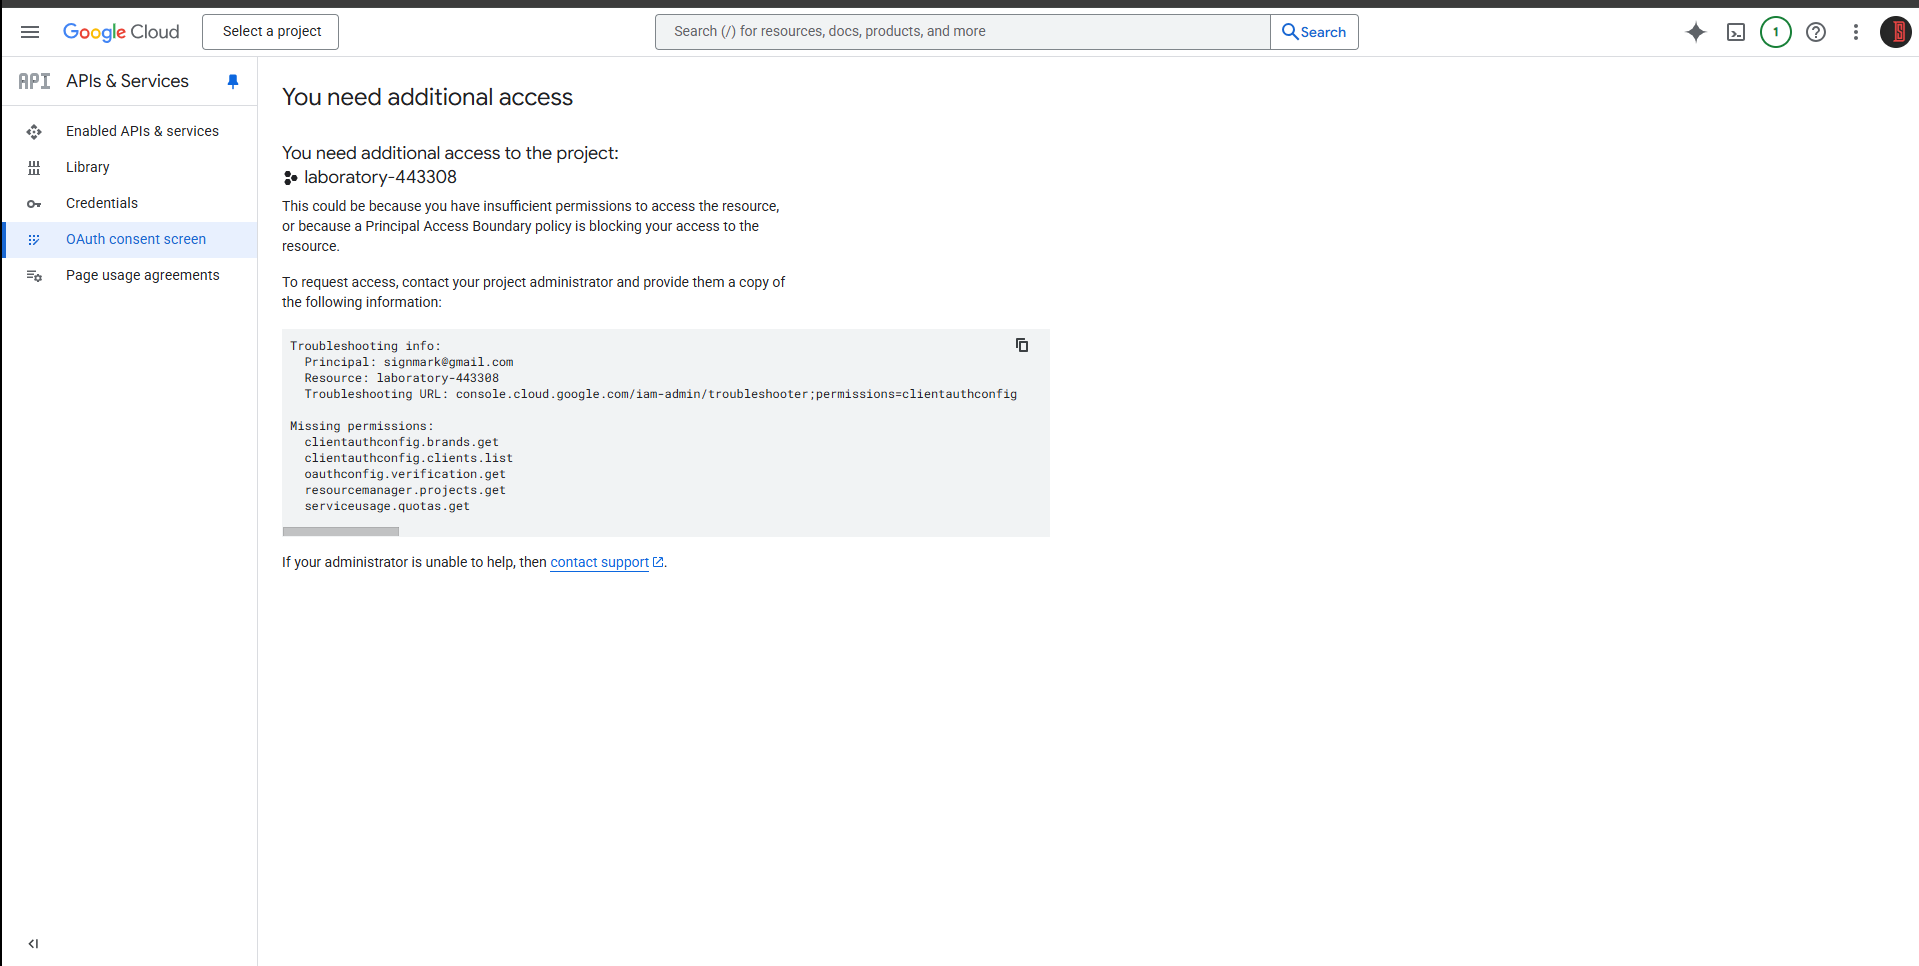 Google Cloud
Select a project
Search (/) for resources, docs, products, and more
Search
1
API APIs & Services
Enabled APIs & services
Library
Credentials
OAuth consent screen
Page usage agreements
You need additional access
You need additional access to the project:
laboratory-443308
This could be because you have insufficient permissions to access the resource,
or because a Principal Access Boundary policy is blocking your access to the
resource.
To request access, contact your project administrator and provide them a copy of
the following information:
Troubleshooting info:
Principal: signmark@gmail.com
Resource: laboratory-443308
Troubleshooting URL: console.cloud.google.com/iam-admin/troubleshooter;permissions=clientauthconfig
Missing permissions:
clientauthconfig.brands.get
clientauthconfig.clients.list
oauthconfig.verification.get
resourcemanager.projects.get
serviceusage.quotas.get
If your administrator is unable to help, then contact support.